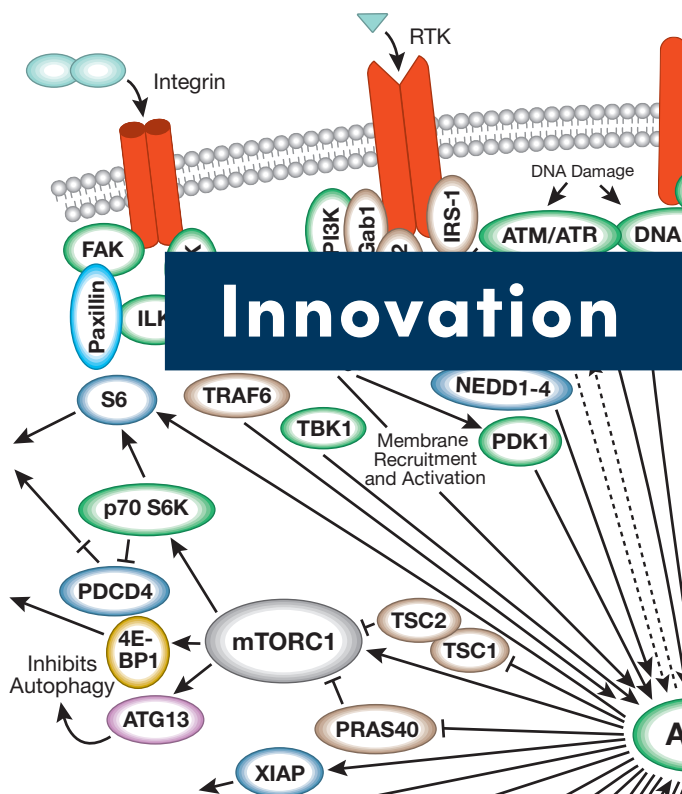 RTK
Integrin
DNA Damage
PI3K
Gab1
IRS-1
FAK
ATM/ATR
DNA
Paxillin
ILK
Innovation
S6
TRAF6
NEDD1-4
TBK1
PDK1
Membrane
Recruitment
and Activation
p70 S6K
PDCD4
4E-
BP1
mTORC1
TSC2
TSC1
Inhibits
Autophagy
ATG13
PRAS40
A
XIAP